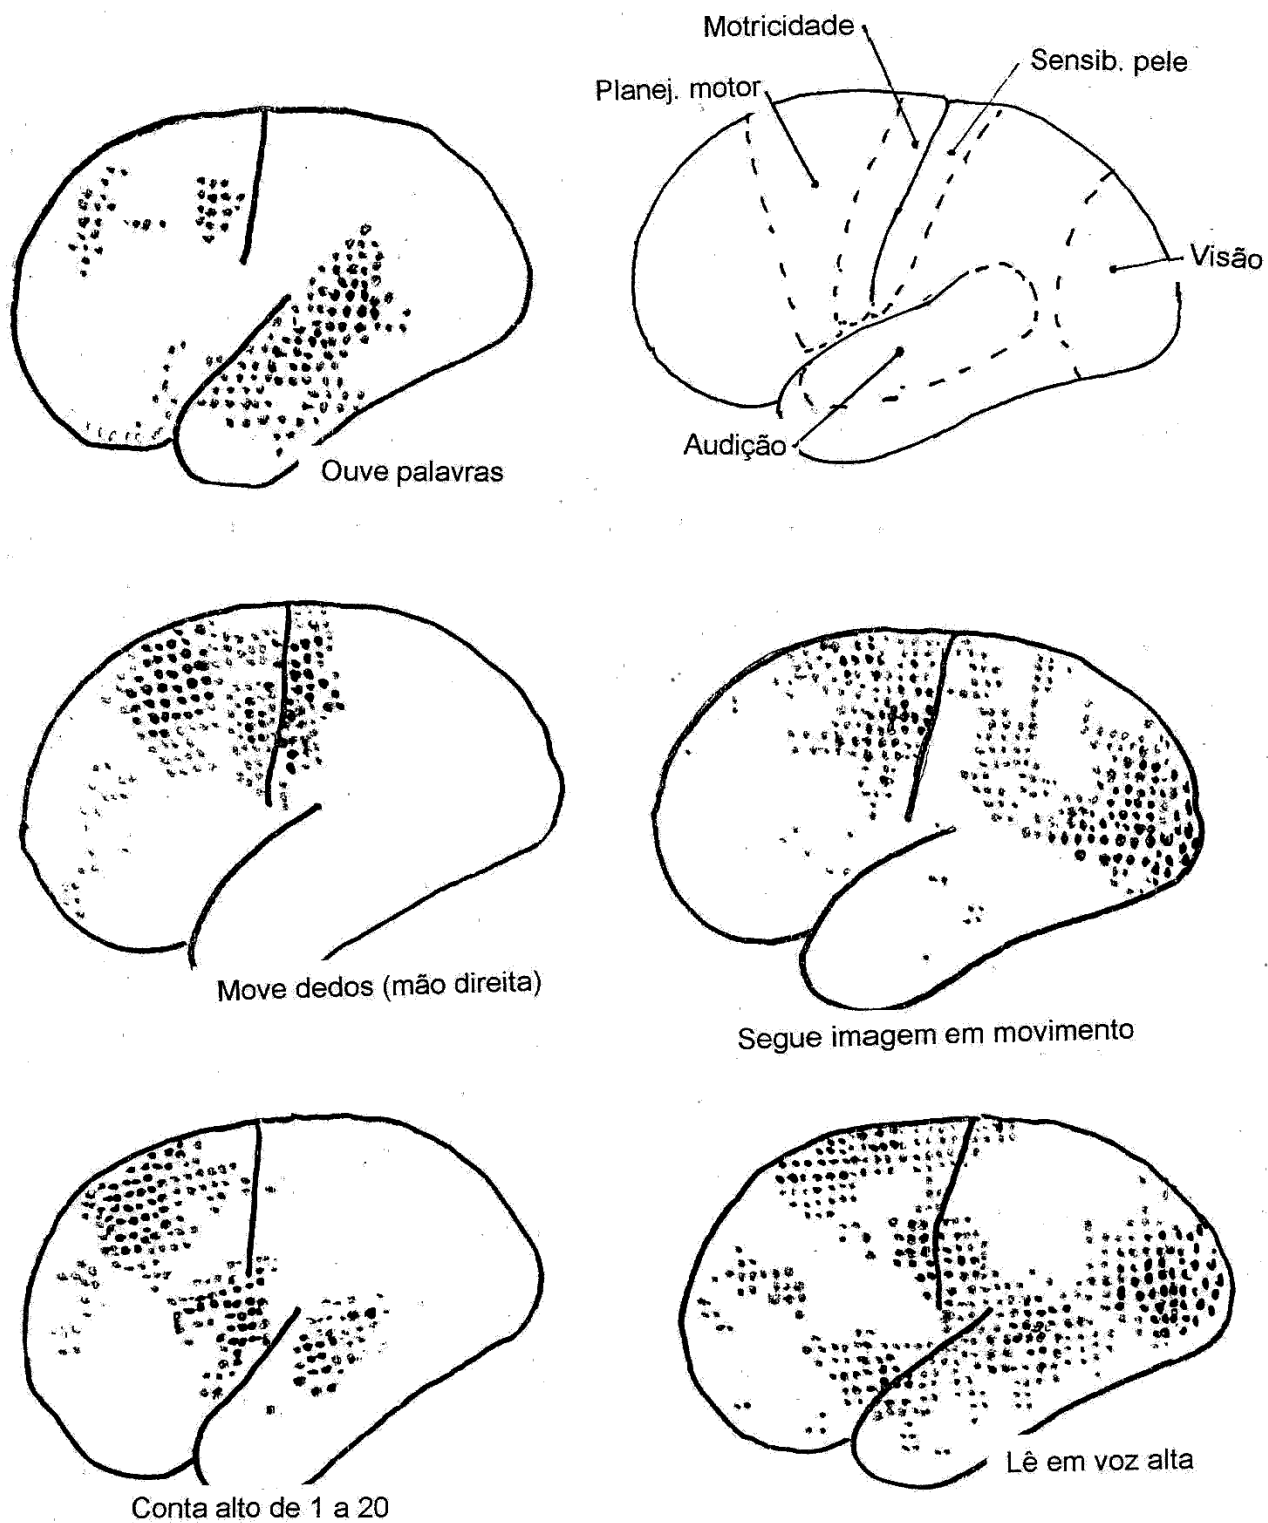 Motricidade
Sensib. pele
Planej. motor
Visão
Audição
Ouve palavras
Move dedos (mão direita)
Segue imagem em movimento
Conta alto de 1 a 20
Lê em voz alta